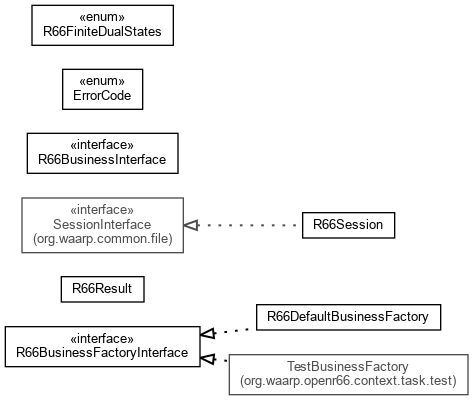 «enum»
R66FiniteDualStates
«enum»
ErrorCode
«interface»
R66BusinessInterface
«interface»
SessionInterface
(org.waarp.common.file)
R66Session
R66Result
«interface»
R66BusinessFactoryInterface
R66DefaultBusinessFactory
TestBusinessFactory
(org.waarp.openr66.context.task.test)